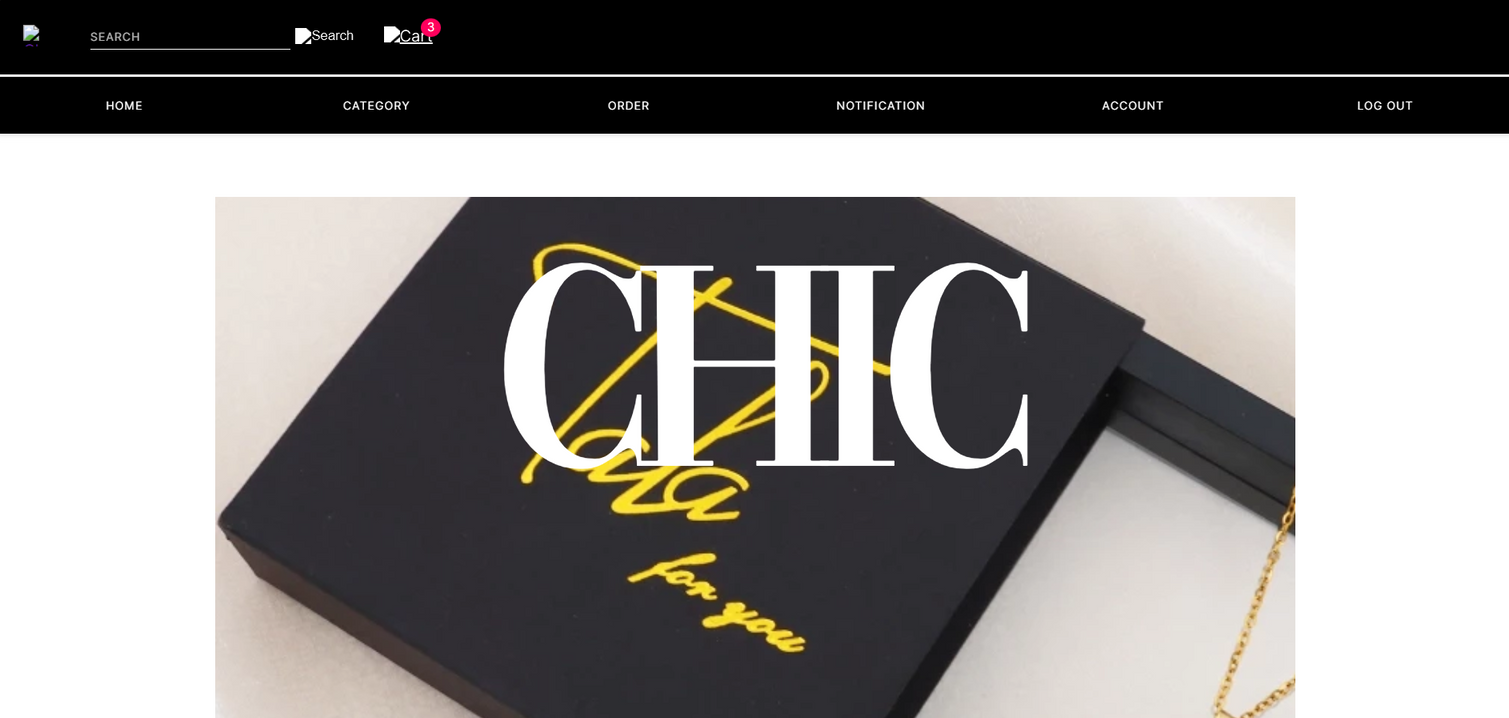 SEARCH
Search
Cart
3
HOME
CATEGORY
ORDER
NOTIFICATION
ACCOUNT
LOG OUT
CHIC
for you